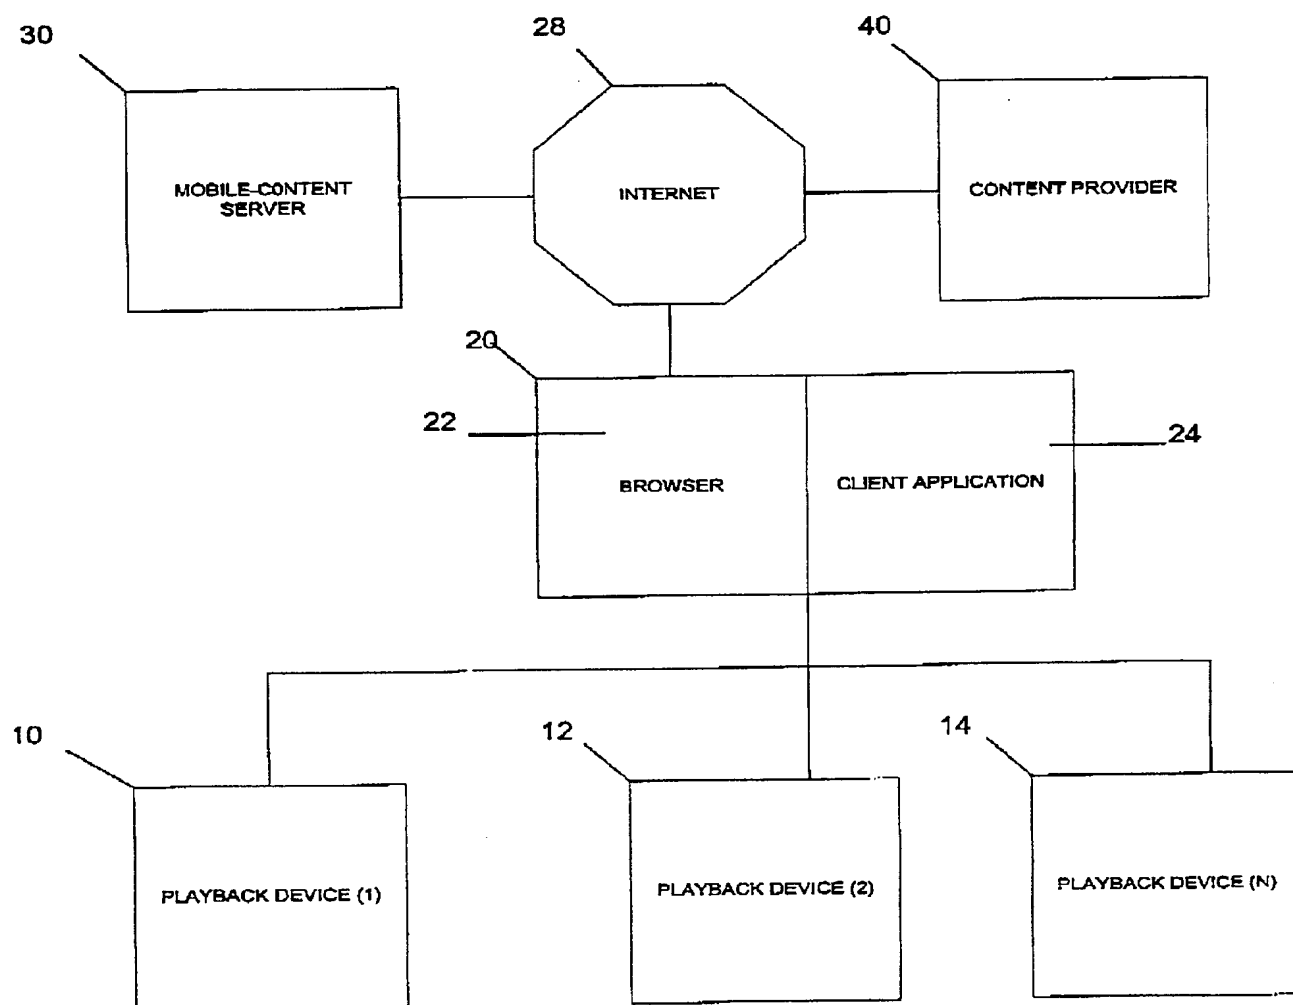 30
28
40
MOBILE-CONTENT
SERVER
INTERNET
CONTENT PROVIDER
20
22
24
BROWSER
CLIENT APPLICATION
10
12
14
PLAYBACK DEVICE (1)
PLAYBACK DEVICE (2)
PLAYBACK DEVICE (N)